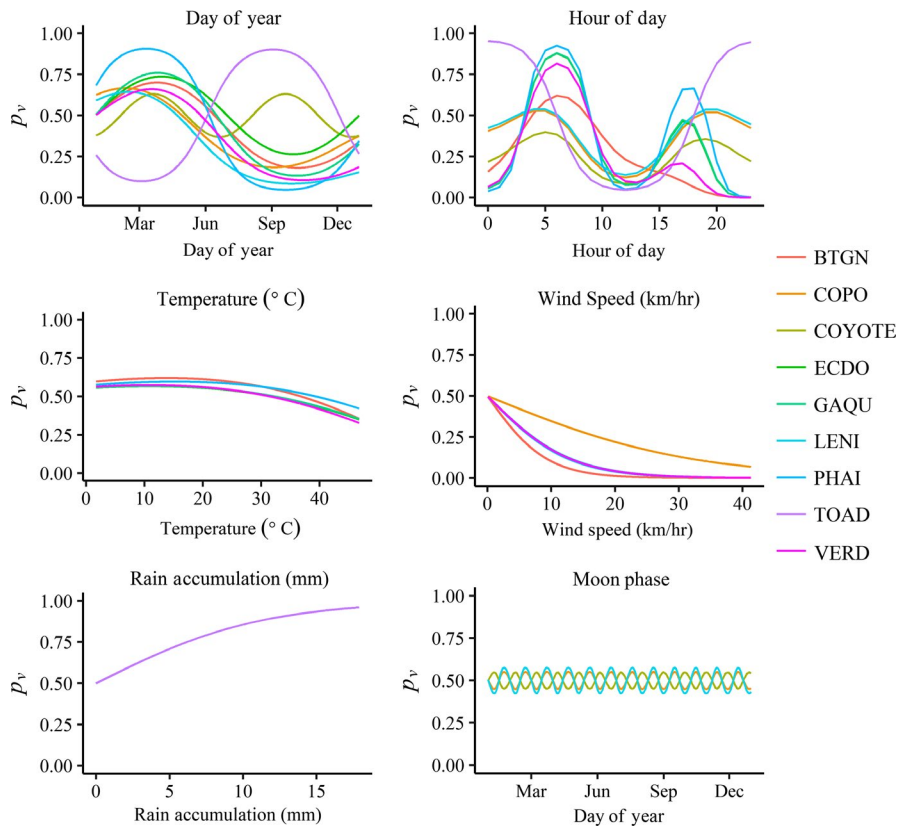 Day of year
1.00
0.75
0.50
0.25
0.00
pᵥ
Mar Jun Sep Dec
Day of year
Hour of day
1.00
0.75
0.50
0.25
0.00
pᵥ
0 5 10 15 20
Hour of day
Temperature (° C)
1.00
0.75
0.50
0.25
0.00
pᵥ
0 10 20 30 40
Temperature (° C)
Wind Speed (km/hr)
1.00
0.75
0.50
0.25
0.00
pᵥ
0 10 20 30 40
Wind speed (km/hr)
Rain accumulation (mm)
1.00
0.75
0.50
0.25
0.00
pᵥ
0 5 10 15
Rain accumulation (mm)
Moon phase
1.00
0.75
0.50
0.25
0.00
pᵥ
Mar Jun Sep Dec
Day of year
BTGN
COPO
COYOTE
ECDO
GAQU
LENI
PHAI
TOAD
VERD